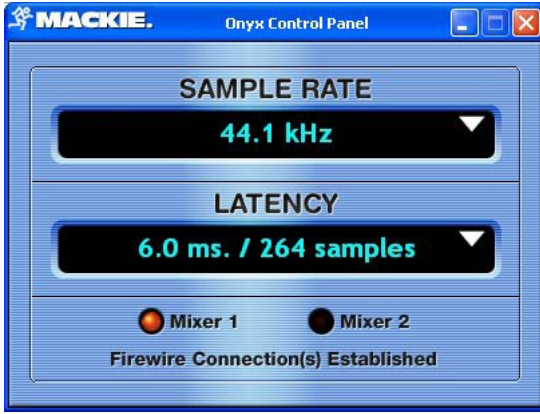 MACKIE. Onyx Control Panel
SAMPLE RATE
44.1 kHz
LATENCY
6.0 ms. / 264 samples
Mixer 1 Mixer 2
Firewire Connection(s) Established